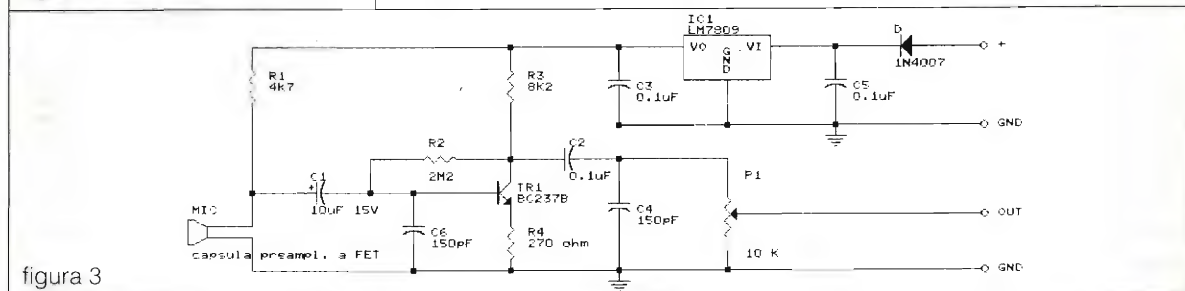 IC1
LM7809
VO GND VI
D
1N4007
+
GND
R1
4K7
R3
8K2
C3
0.1uF
C5
0.1uF
R2
2M2
C2
0.1uF
C1
+
10uF 15V
TR1
BC237B
P1
10 K
OUT
MIC
C6
150pF
R4
270 ohm
C4
150pF
capsula preampl. a FET
GND
figura 3